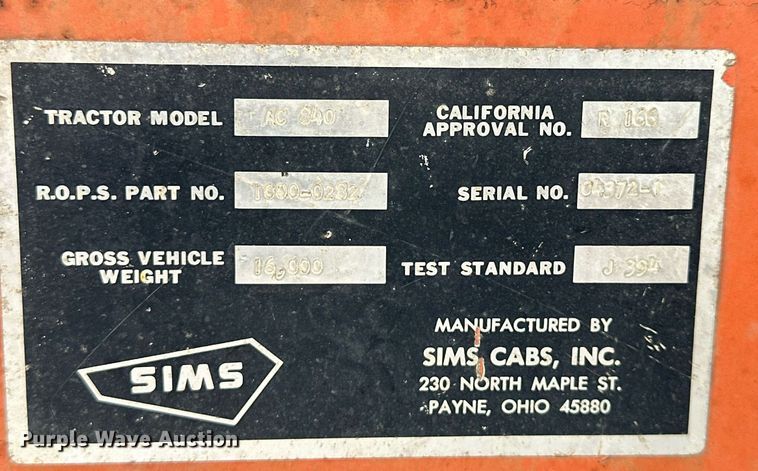 TRACTOR MODEL AC 840
CALIFORNIA
APPROVAL NO. R 166
R.O.P.S. PART NO.
SERIAL NO.
GROSS VEHICLE
WEIGHT 16,000
TEST STANDARD J 394
MANUFACTURED BY
SIMS CABS, INC.
230 NORTH MAPLE ST.
PAYNE, OHIO 45880
SIMS
Purple Wave Auction